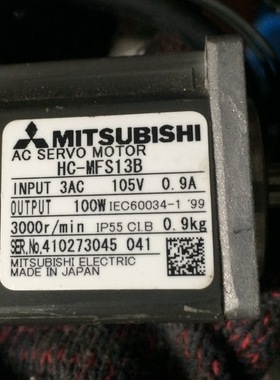 MITSUBISHI
AC SERVO MOTOR
HC-MFS13B
INPUT 3AC 105V 0.9A
OUTPUT 100W IEC60034-1 '99
3000r/min IP55 CI.B 0.9kg
SER.No.410273045 041
MITSUBISHI ELECTRIC
MADE IN JAPAN